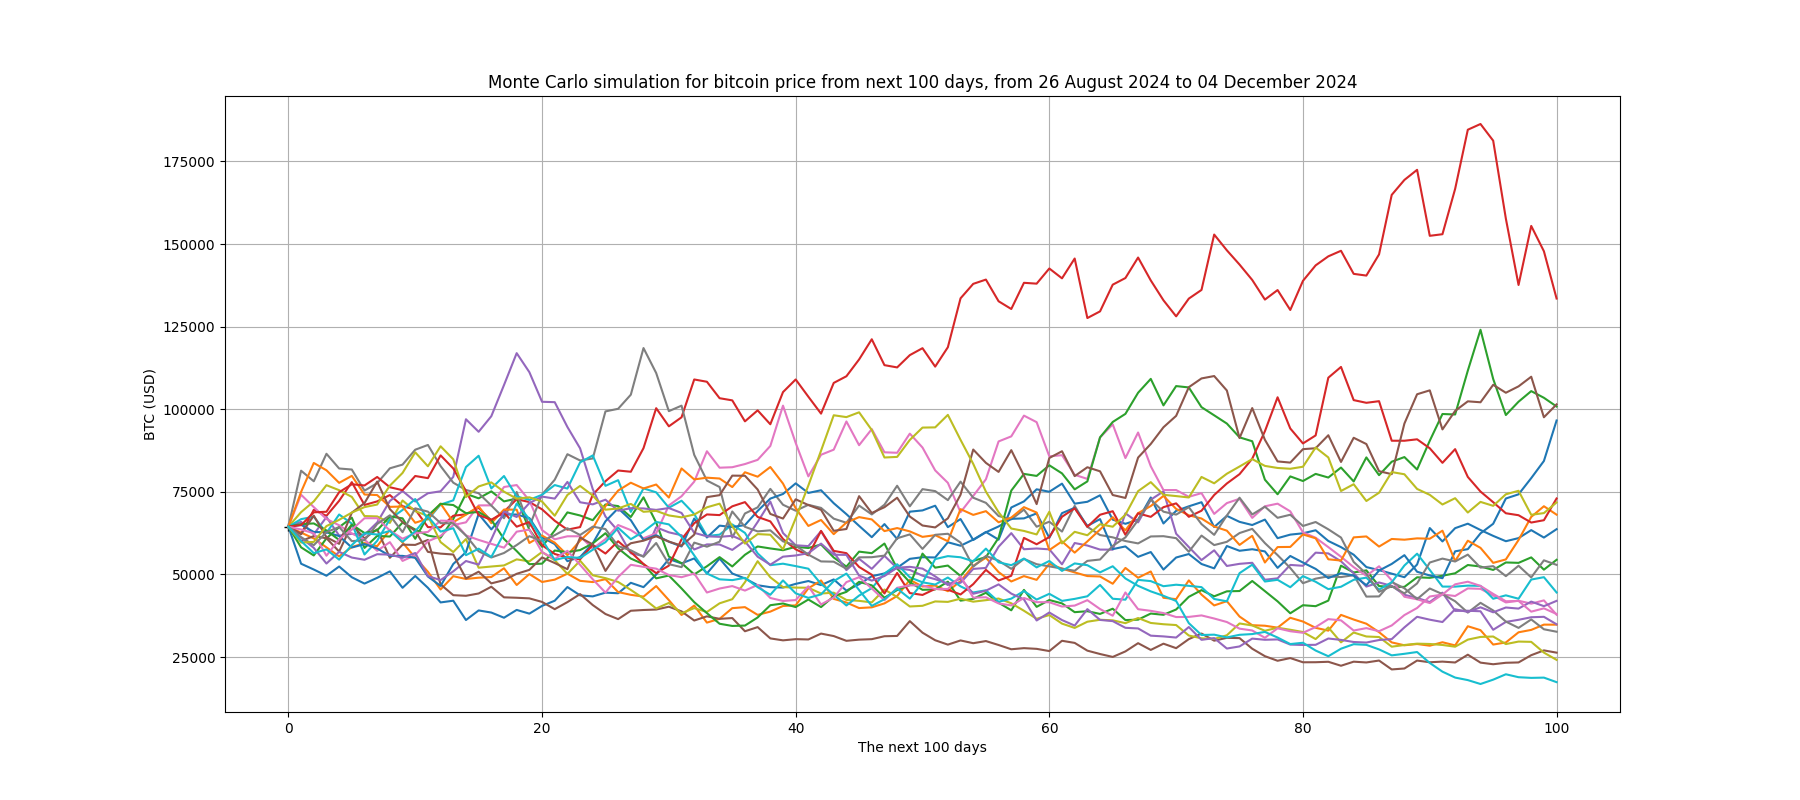 Monte Carlo simulation for bitcoin price from next 100 days, from 26 August 2024 to 04 December 2024
175000
150000
125000
100000
75000
50000
25000
BTC (USD)
0 20 40 60 80 100
The next 100 days